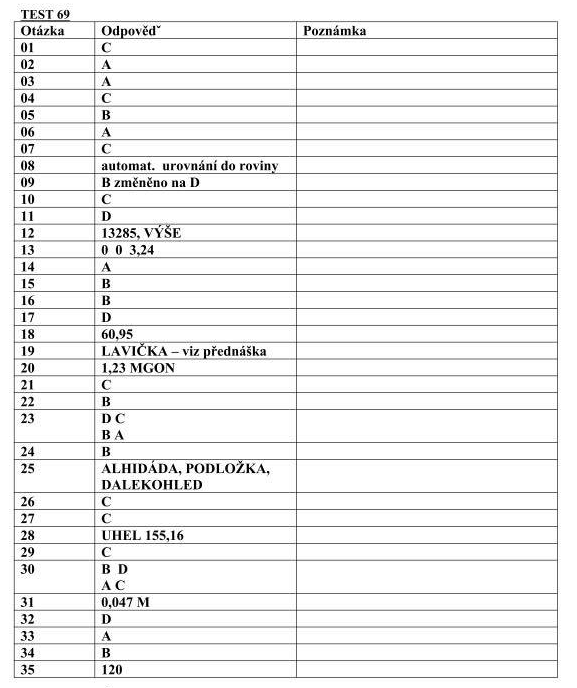 TEST 69
Otázka Odpověďˇ Poznámka
01 C
02 A
03 A
04 C
05 B
06 A
07 C
08 automat. urovnání do roviny
09 B změněno na D
10 C
11 D
12 13285, VÝŠE
13 0 0 3,24
14 A
15 B
16 B
17 D
18 60,95
19 LAVIČKA – viz přednáška
20 1,23 MGON
21 C
22 B
23 D C
B A
24 B
25 ALHIDÁDA, PODLOŽKA,
DALEKOHLED
26 C
27 C
28 UHEL 155,16
29 C
30 B D
A C
31 0,047 M
32 D
33 A
34 B
35 120